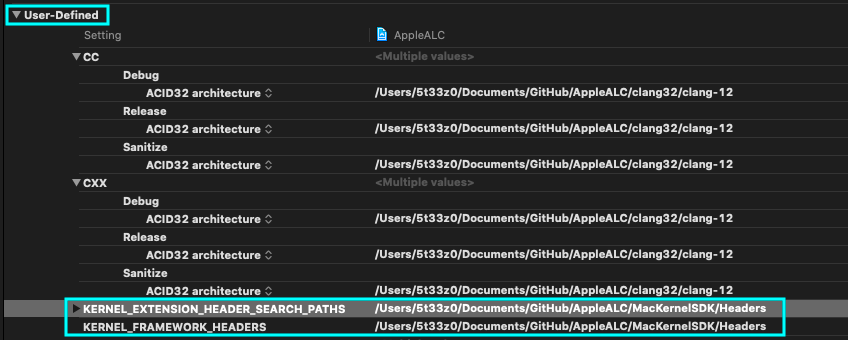 User-Defined
Setting AppleALC
CC <Multiple values>
Debug
ACID32 architecture /Users/5t33z0/Documents/GitHub/AppleALC/clang32/clang-12
Release
ACID32 architecture /Users/5t33z0/Documents/GitHub/AppleALC/clang32/clang-12
Sanitize
ACID32 architecture /Users/5t33z0/Documents/GitHub/AppleALC/clang32/clang-12
CXX <Multiple values>
Debug
ACID32 architecture /Users/5t33z0/Documents/GitHub/AppleALC/clang32/clang-12
Release
ACID32 architecture /Users/5t33z0/Documents/GitHub/AppleALC/clang32/clang-12
Sanitize
ACID32 architecture /Users/5t33z0/Documents/GitHub/AppleALC/clang32/clang-12
KERNEL_EXTENSION_HEADER_SEARCH_PATHS /Users/5t33z0/Documents/GitHub/AppleALC/MacKernelSDK/Headers
KERNEL_FRAMEWORK_HEADERS /Users/5t33z0/Documents/GitHub/AppleALC/MacKernelSDK/Headers